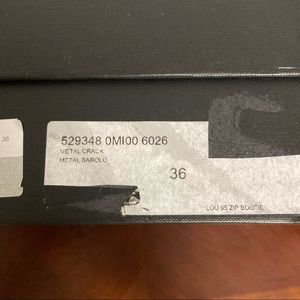 36
529348 0MI00 6026
METAL CRACK
METAL BAROLO
36
LOU 95 ZIP BOOTIE